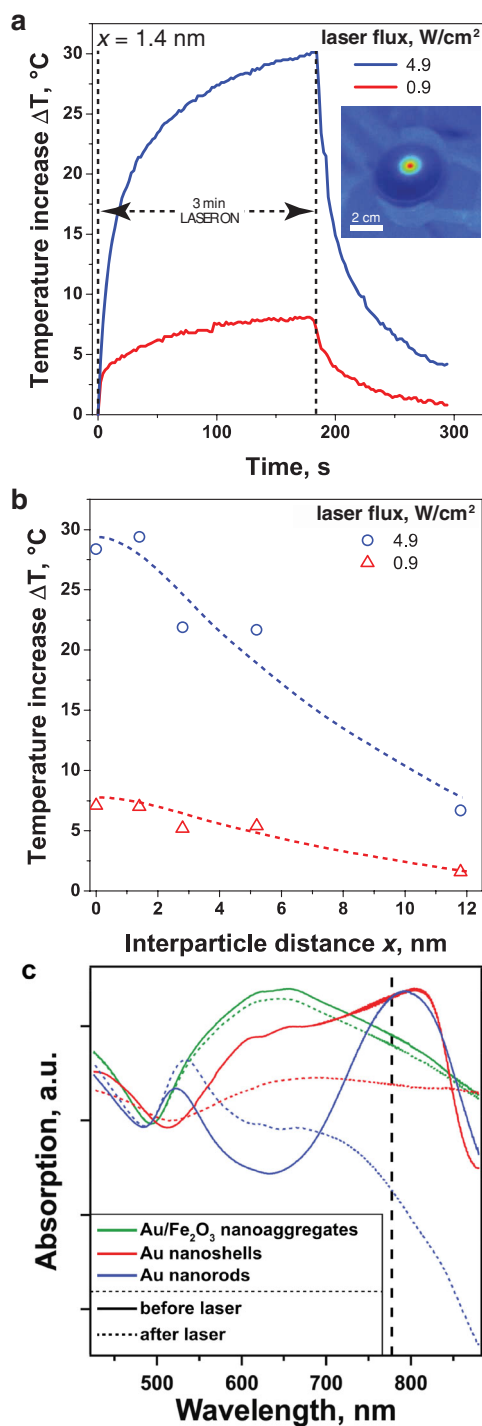 a
x = 1.4 nm
laser flux, W/cm²
4.9
0.9
30
25
20
15
10
5
0
3 min
LASER ON
2 cm
0 100 200 300
Temperature increase ΔT, °C
Time, s
b
laser flux, W/cm²
4.9
0.9
30
25
20
15
10
5
0
0 2 4 6 8 10 12
Temperature increase ΔT, °C
Interparticle distance x, nm
c
Absorption, a.u.
Au/Fe₂O₃ nanoaggregates
Au nanoshells
Au nanorods
before laser
after laser
500 600 700 800
Wavelength, nm